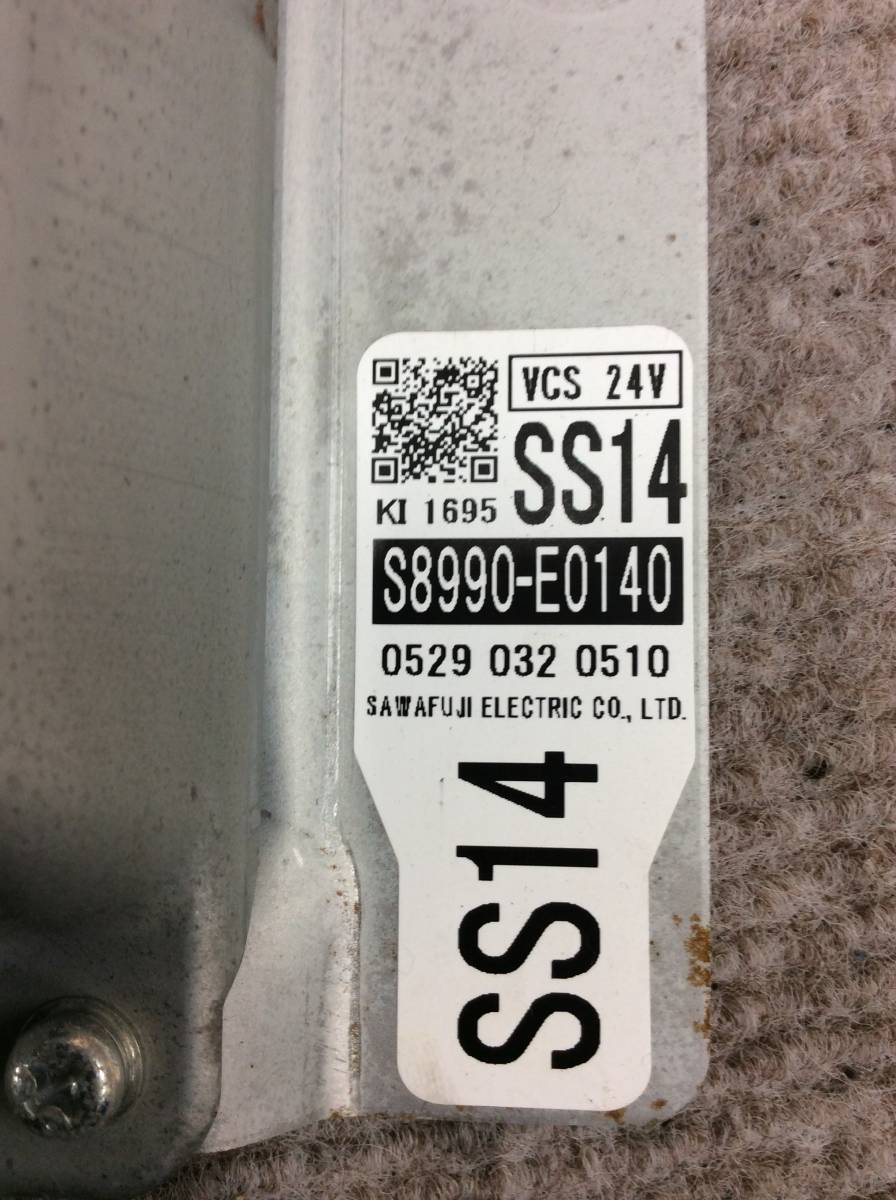 VCS 24V
SS14
KI 1695
S8990-E0140
0529 032 0510
SAWAFUJI ELECTRIC CO., LTD.
SS14